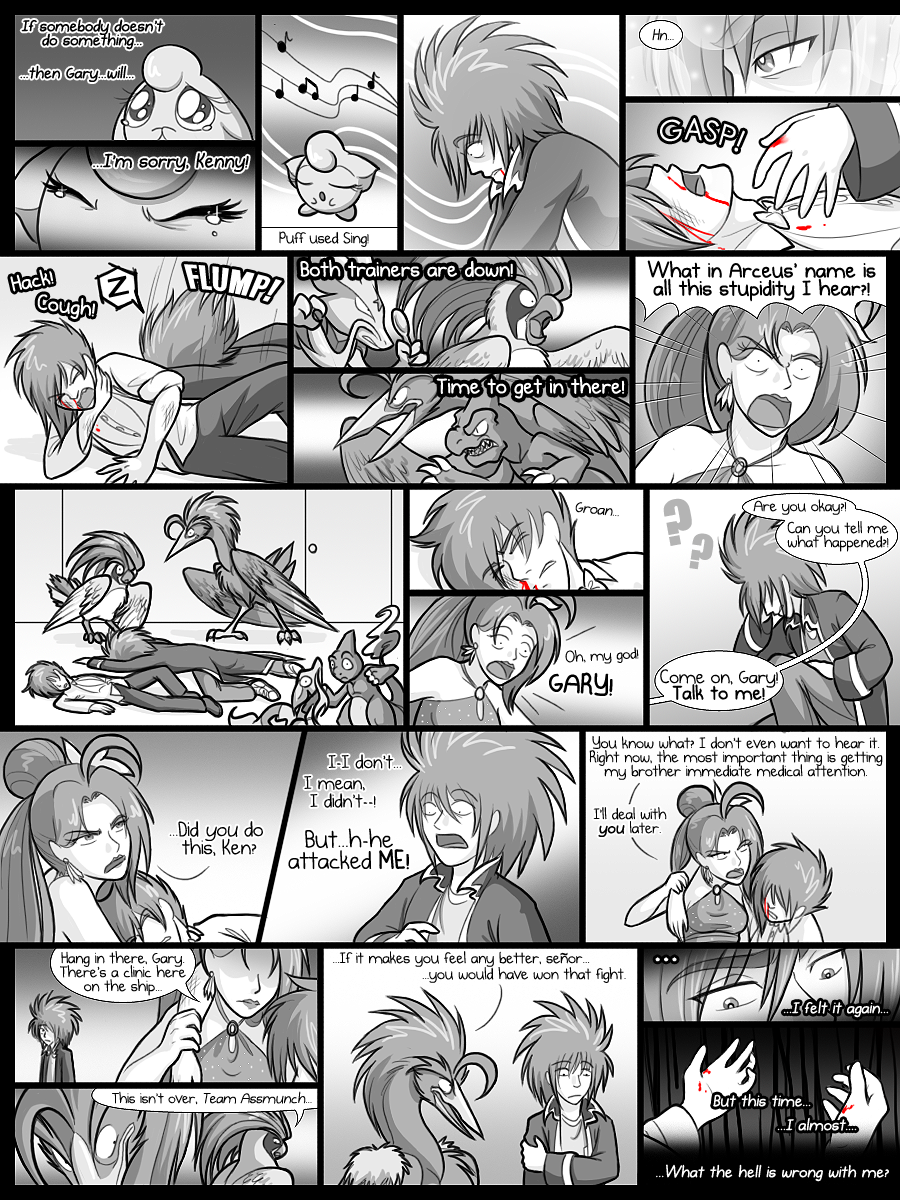 If somebody doesn't
do something...
...then Gary...will...
...I'm sorry, Kenny!
Puff used Sing!
Hn...
GASP!
Hack!
Cough!
Z
FLUMP!
Both trainers are down!
Time to get in there!
What in Arceus' name is
all this stupidity I hear?!
Groan...
Oh, my god!
GARY!
? ?
Are you okay?!
Can you tell me
what happened?!
Come on, Gary!
Talk to me!
...Did you do
this, Ken?
I-I don't...
I mean,
I didn't--!
But...h-he
attacked ME!
You know what? I don't even want to hear it.
Right now, the most important thing is getting
my brother immediate medical attention.
I'll deal with
you later.
Hang in there, Gary.
There's a clinic here
on the ship...
This isn't over, Team Assmunch...
...If it makes you feel any better, señor...
...you would have won that fight.
...
...I felt it again...
But this time...
...I almost....
...What the hell is wrong with me?